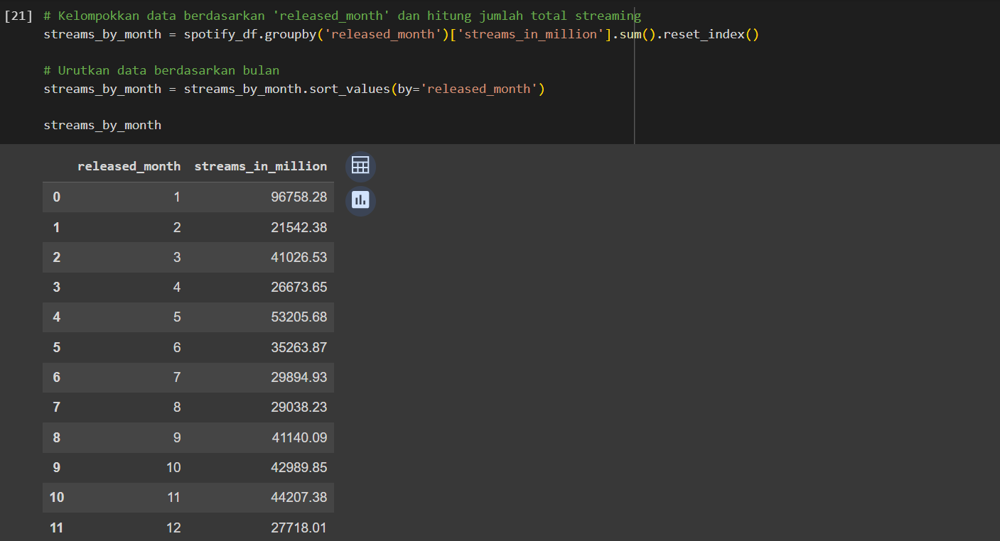 [21] # Kelompokkan data berdasarkan 'released_month' dan hitung jumlah total streaming
streams_by_month = spotify_df.groupby('released_month')['streams_in_million'].sum().reset_index()
# Urutkan data berdasarkan bulan
streams_by_month = streams_by_month.sort_values(by='released_month')
streams_by_month
released_month streams_in_million
0 1 96758.28
1 2 21542.38
2 3 41026.53
3 4 26673.65
4 5 53205.68
5 6 35263.87
6 7 29894.93
7 8 29038.23
8 9 41140.09
9 10 42989.85
10 11 44207.38
11 12 27718.01